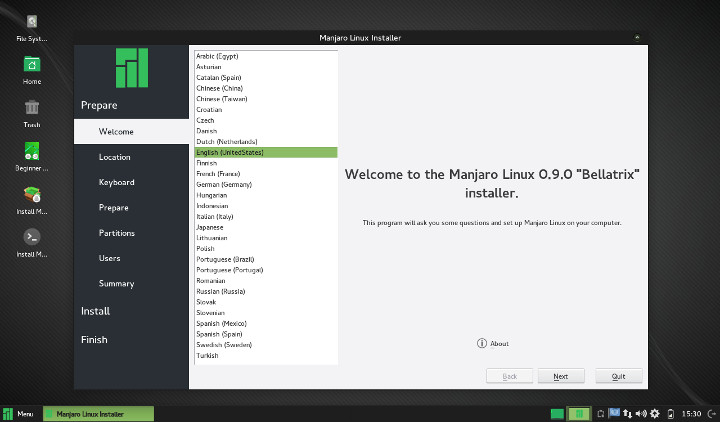 Manjaro Linux Installer
File Syst...
Home
Trash
Beginner ...
Install M...
Install M...
Prepare
Welcome
Location
Keyboard
Prepare
Partitions
Users
Summary
Install
Finish
Arabic (Egypt)
Asturian
Catalan (Spain)
Chinese (China)
Chinese (Taiwan)
Croatian
Czech
Danish
Dutch (Netherlands)
English (UnitedStates)
Finnish
French (France)
German (Germany)
Hungarian
Indonesian
Italian (Italy)
Japanese
Lithuanian
Polish
Portuguese (Brazil)
Portuguese (Portugal)
Romanian
Russian (Russia)
Slovak
Slovenian
Spanish (Mexico)
Spanish (Spain)
Swedish (Sweden)
Turkish
Welcome to the Manjaro Linux 0.9.0 "Bellatrix"
installer.
This program will ask you some questions and set up Manjaro Linux on your computer.
About
Back Next Quit
Menu Manjaro Linux Installer 15:30